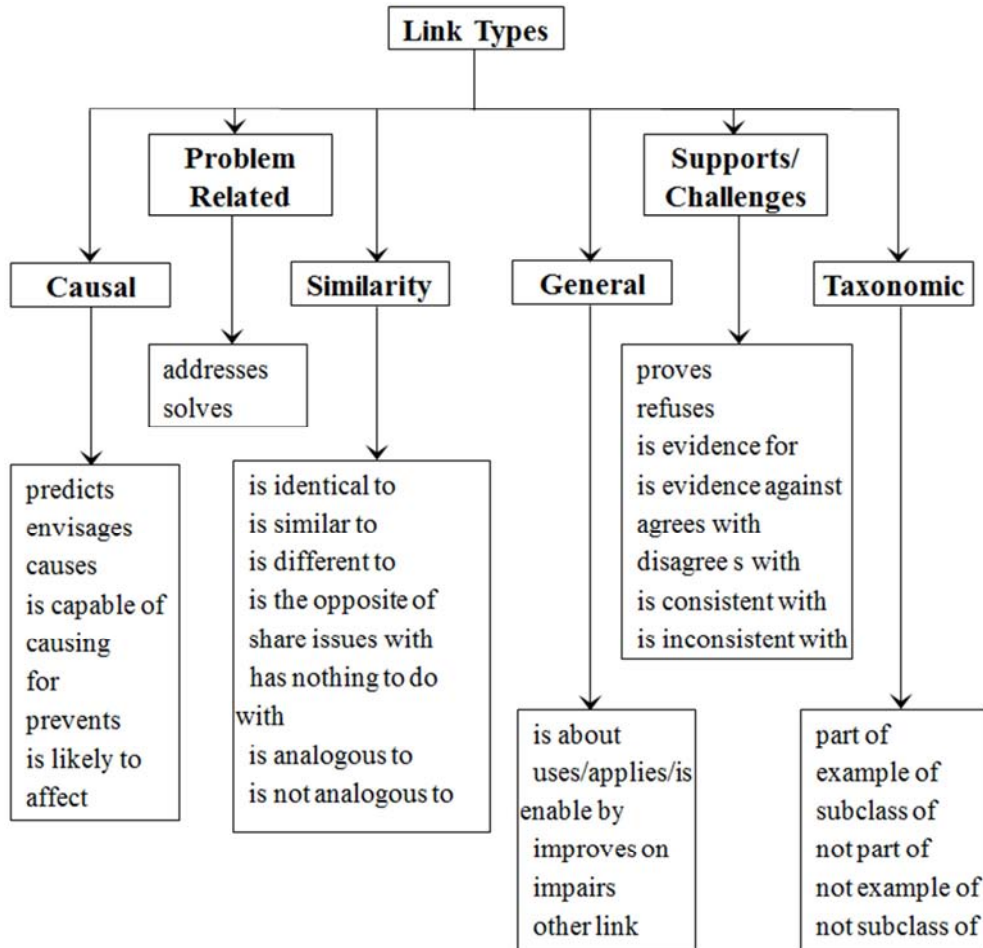 Link Types
Problem
Related
Supports/
Challenges
Causal
Similarity
General
Taxonomic
addresses
solves
proves
refuses
is evidence for
is evidence against
agrees with
disagree s with
is consistent with
is inconsistent with
predicts
envisages
causes
is capable of
causing
for
prevents
is likely to
affect
is identical to
is similar to
is different to
is the opposite of
share issues with
has nothing to do
with
is analogous to
is not analogous to
is about
uses/applies/is
enable by
improves on
impairs
other link
part of
example of
subclass of
not part of
not example of
not subclass of